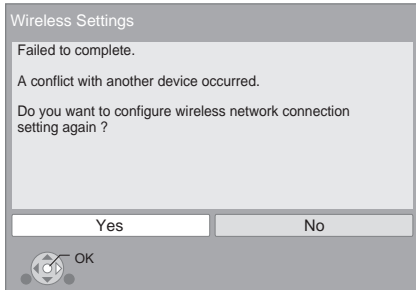 Wireless Settings
Failed to complete.
A conflict with another device occurred.
Do you want to configure wireless network connection
setting again ?
Yes No
OK